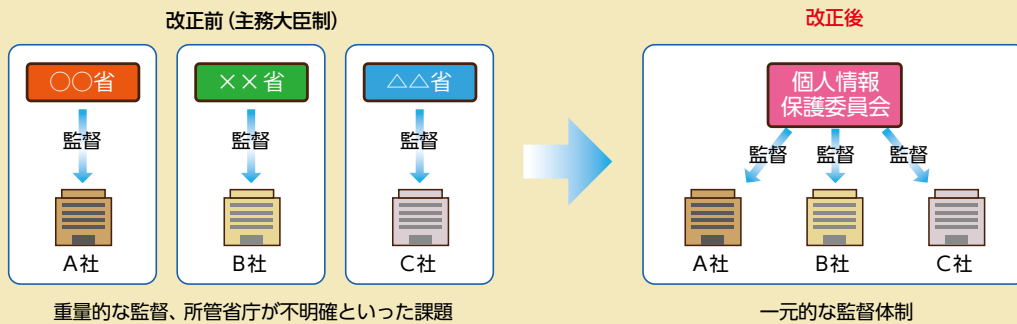 改正前(主務大臣制)
○○省
××省
△△省
監督
監督
監督
A社
B社
C社
重量的な監督、所管省庁が不明確といった課題
改正後
個人情報
保護委員会
監督
監督
監督
A社
B社
C社
一元的な監督体制